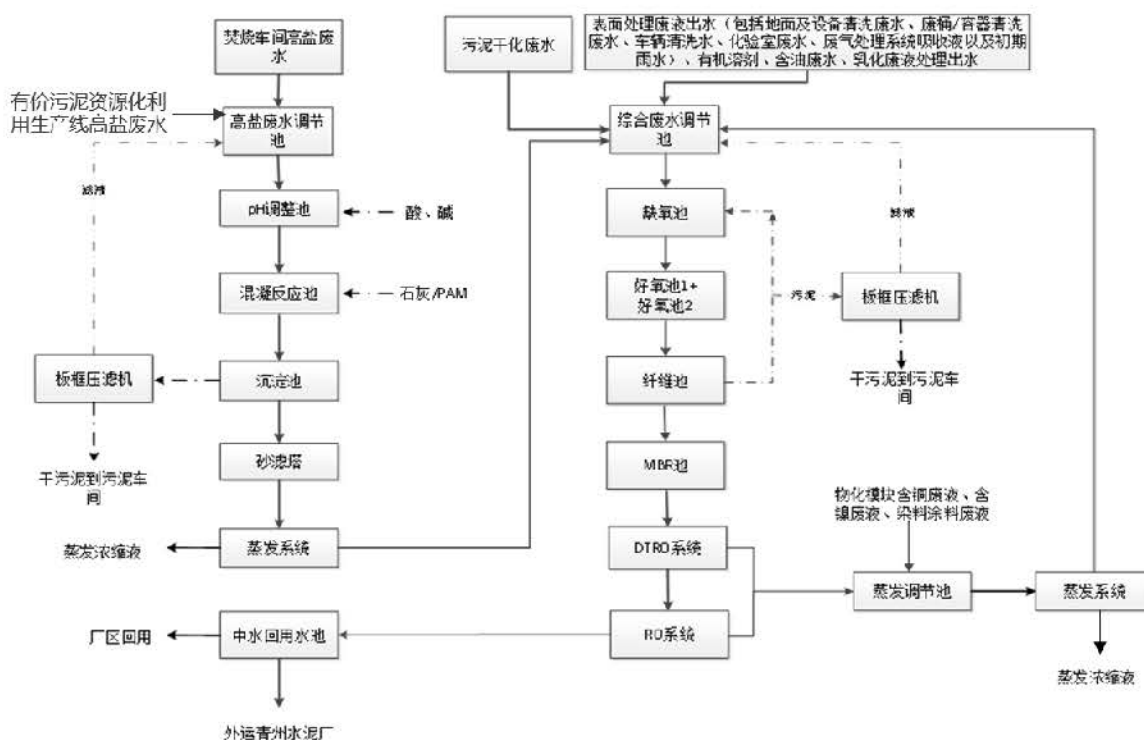 焚烧车间高盐废
水
有价污泥资源化利
用生产线高盐废水
高盐废水调节
池
滤液
pH调整池
酸、碱
混凝反应池
石灰/PAM
板框压滤机
沉淀池
干污泥到污泥车
间
砂滤塔
蒸发浓缩液
蒸发系统
厂区回用
中水回用水池
外运青州水泥厂
污泥干化废水
表面处理废液出水（包括地面及设备清洗废水、废桶/容器清洗
废水、车辆清洗水、化验室废水、废气处理系统吸收液以及初期
雨水）、有机溶剂、含油废水、乳化废液处理出水
综合废水调节
池
缺氧池
好氧池1+
好氧池2
纤维池
污泥
滤液
板框压滤机
干污泥到污泥车
间
MBR池
DTRO系统
RO系统
物化模块含铜废液、含
镍废液、染料涂料废液
蒸发调节池
蒸发系统
蒸发浓缩液